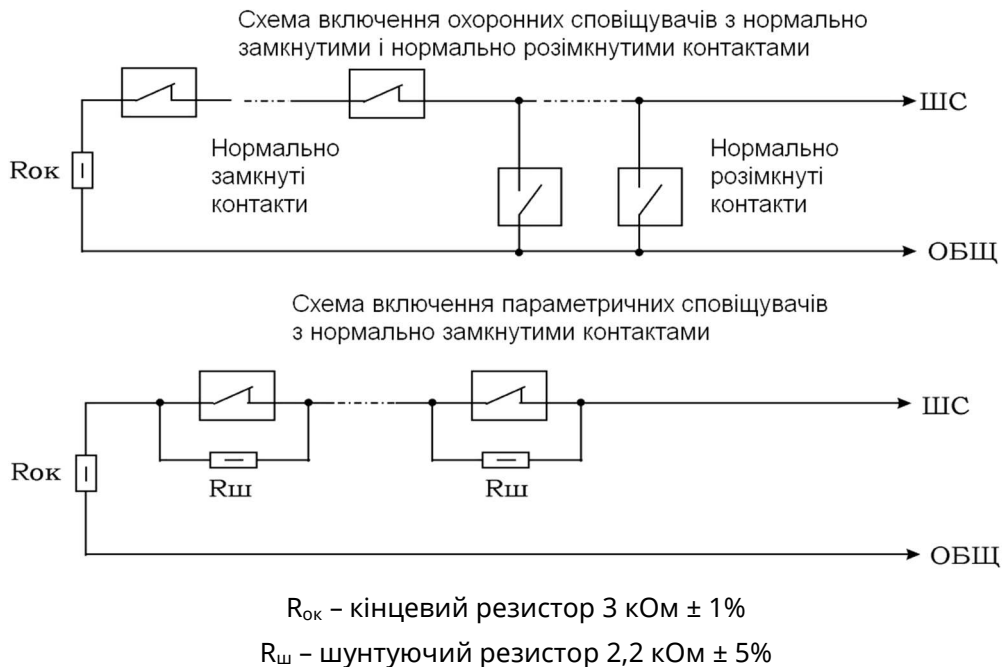 Схема включення охоронних сповіщувачів з нормально
замкнутими і нормально розімкнутими контактами
ШС
Rок
Нормально
замкнуті
контакти
Нормально
розімкнуті
контакти
ОБЩ
Схема включення параметричних сповіщувачів
з нормально замкнутими контактами
ШС
Rок
Rш
Rш
ОБЩ
Rок – кінцевий резистор 3 кОм ± 1%
Rш – шунтуючий резистор 2,2 кОм ± 5%